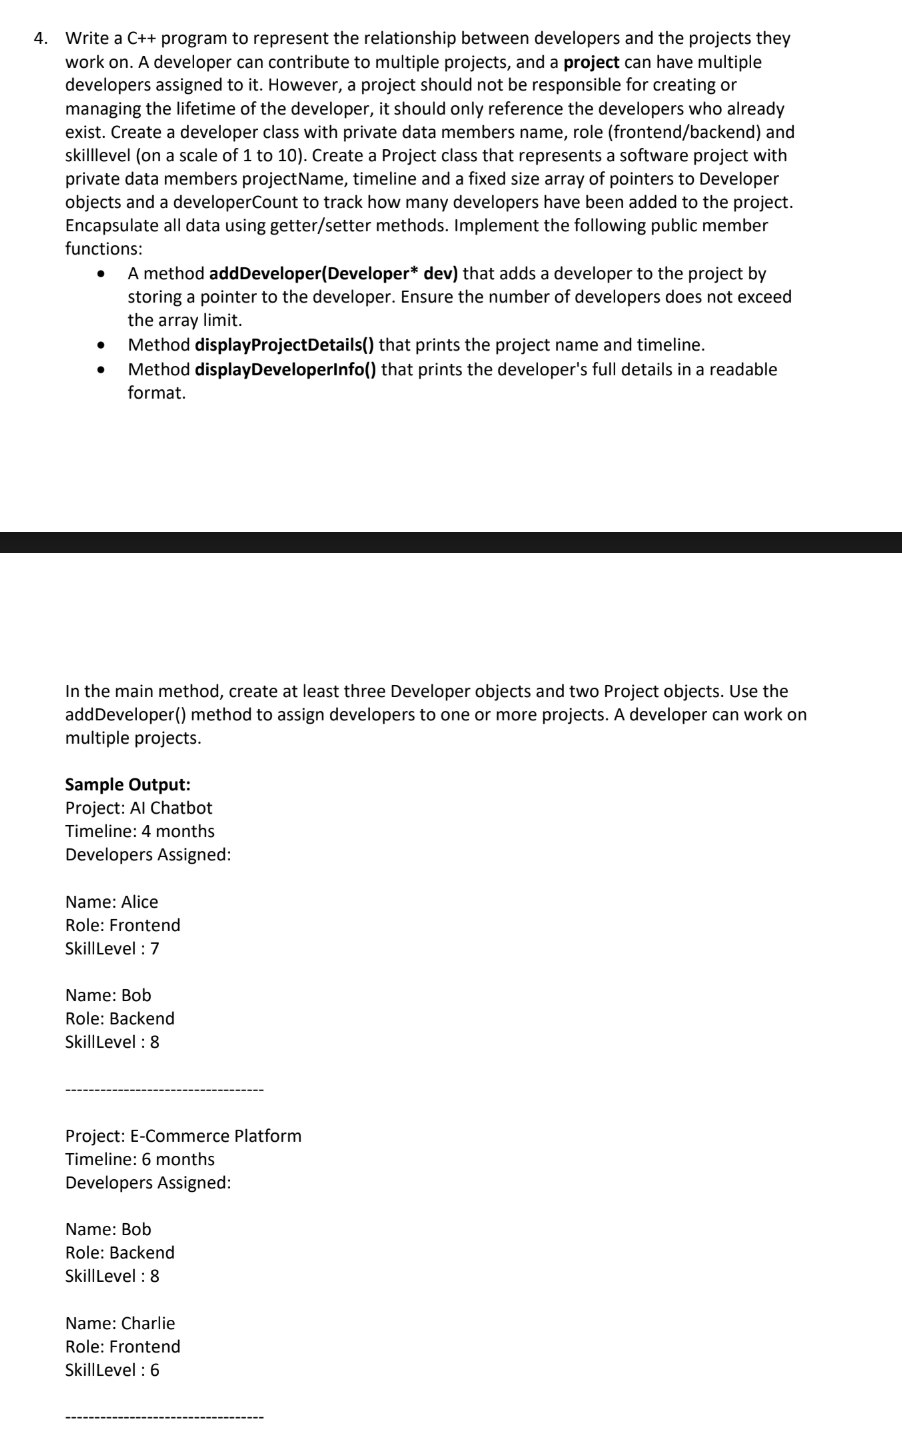 4. Write a C++ program to represent the relationship between developers and the projects they
work on. A developer can contribute to multiple projects, and a project can have multiple
developers assigned to it. However, a project should not be responsible for creating or
managing the lifetime of the developer, it should only reference the developers who already
exist. Create a developer class with private data members name, role (frontend/backend) and
skilllevel (on a scale of 1 to 10). Create a Project class that represents a software project with
private data members projectName, timeline and a fixed size array of pointers to Developer
objects and a developerCount to track how many developers have been added to the project.
Encapsulate all data using getter/setter methods. Implement the following public member
functions:
• A method addDeveloper(Developer* dev) that adds a developer to the project by
storing a pointer to the developer. Ensure the number of developers does not exceed
the array limit.
• Method displayProjectDetails() that prints the project name and timeline.
• Method displayDeveloperInfo() that prints the developer's full details in a readable
format.
In the main method, create at least three Developer objects and two Project objects. Use the
addDeveloper() method to assign developers to one or more projects. A developer can work on
multiple projects.
Sample Output:
Project: AI Chatbot
Timeline: 4 months
Developers Assigned:
Name: Alice
Role: Frontend
SkillLevel : 7
Name: Bob
Role: Backend
SkillLevel : 8
----------------------------------
Project: E-Commerce Platform
Timeline: 6 months
Developers Assigned:
Name: Bob
Role: Backend
SkillLevel : 8
Name: Charlie
Role: Frontend
SkillLevel : 6
----------------------------------